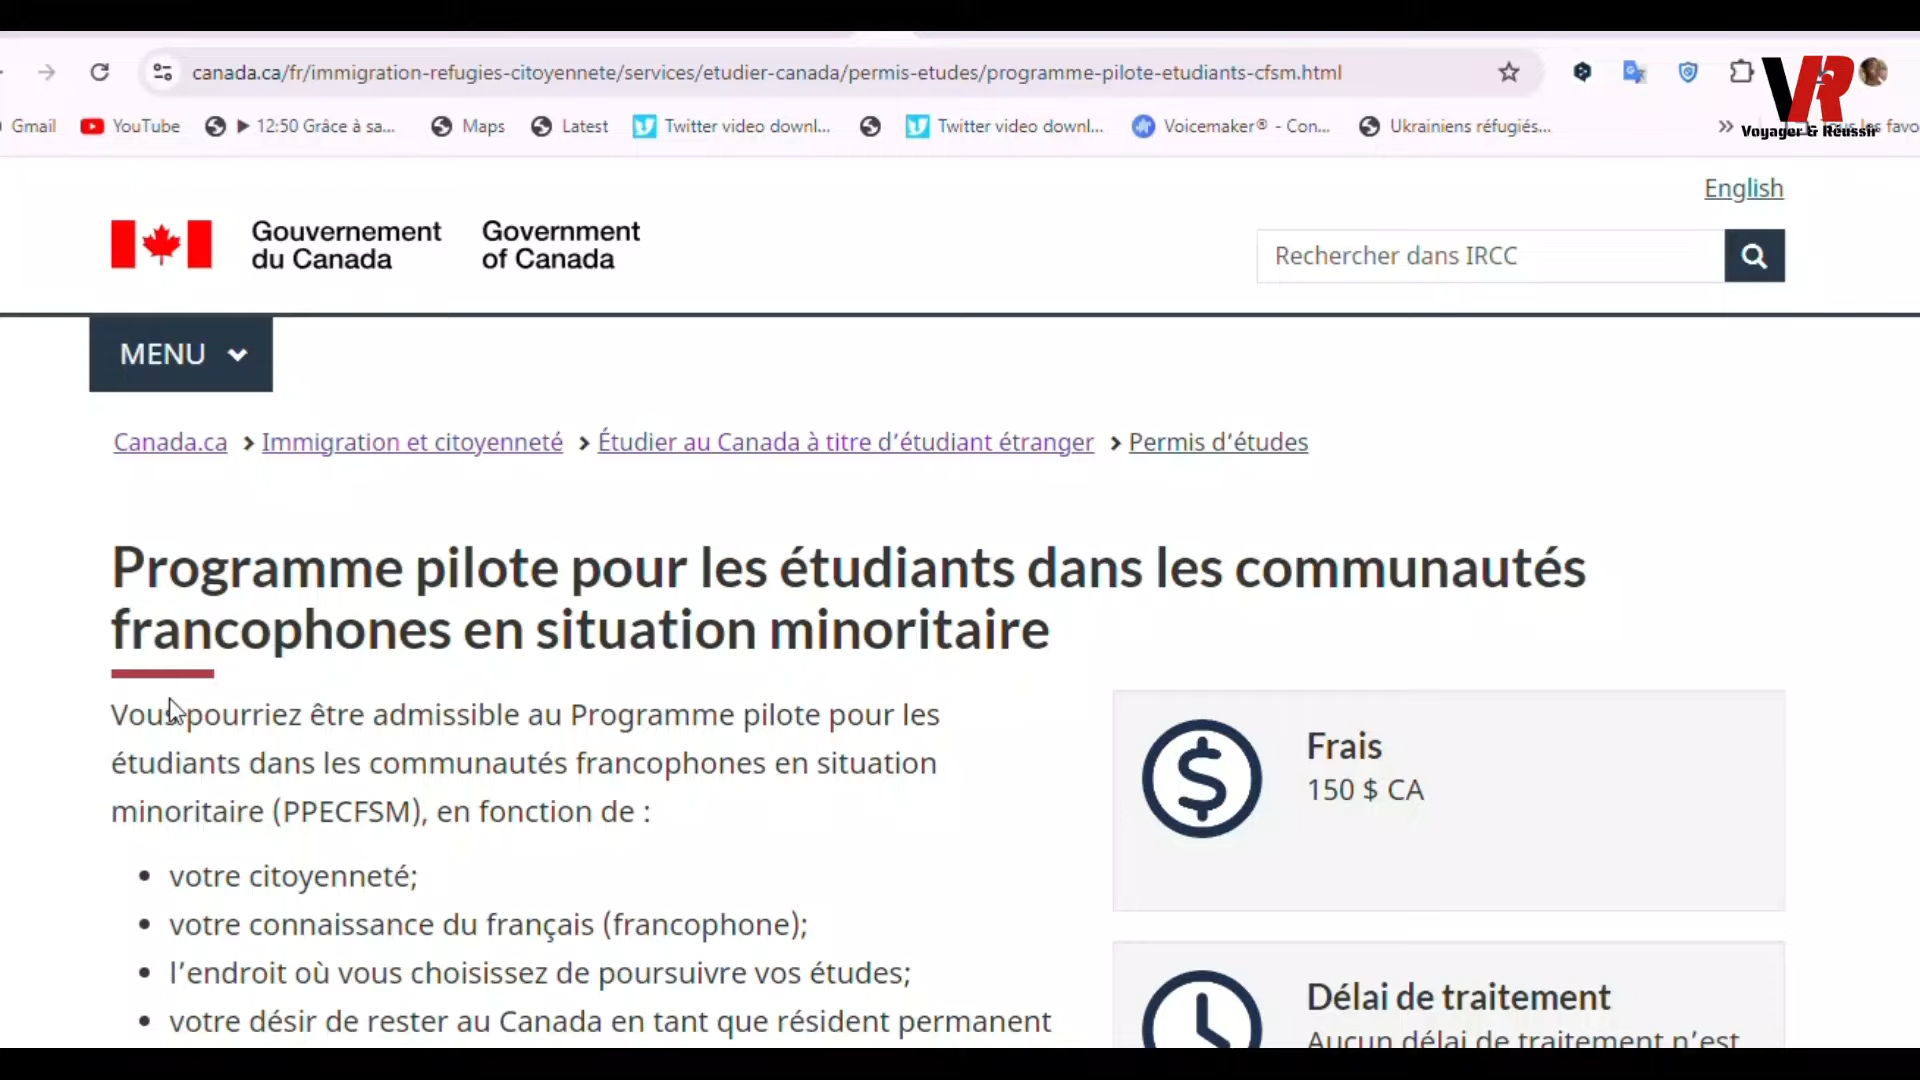 canada.ca/fr/immigration-refugies-citoyennete/services/etudier-canada/permis-etudes/programme-pilote-etudiants-cfsm.html
VR
Gmail YouTube ▶ 12:50 Grâce à sa... Maps Latest Twitter video downl... Twitter video downl... Voicemaker® - Con... Ukrainiens réfugiés... »
Voyager & Réussir
English
Gouvernement du Canada
Government of Canada
Rechercher dans IRCC
MENU
Canada.ca > Immigration et citoyenneté > Étudier au Canada à titre d’étudiant étranger > Permis d’études
Programme pilote pour les étudiants dans les communautés
francophones en situation minoritaire
Vous pourriez être admissible au Programme pilote pour les
étudiants dans les communautés francophones en situation
minoritaire (PPECFSM), en fonction de :
• votre citoyenneté;
• votre connaissance du français (francophone);
• l’endroit où vous choisissez de poursuivre vos études;
• votre désir de rester au Canada en tant que résident permanent
Frais
150 $ CA
Délai de traitement
Aucun délai de traitement n’est